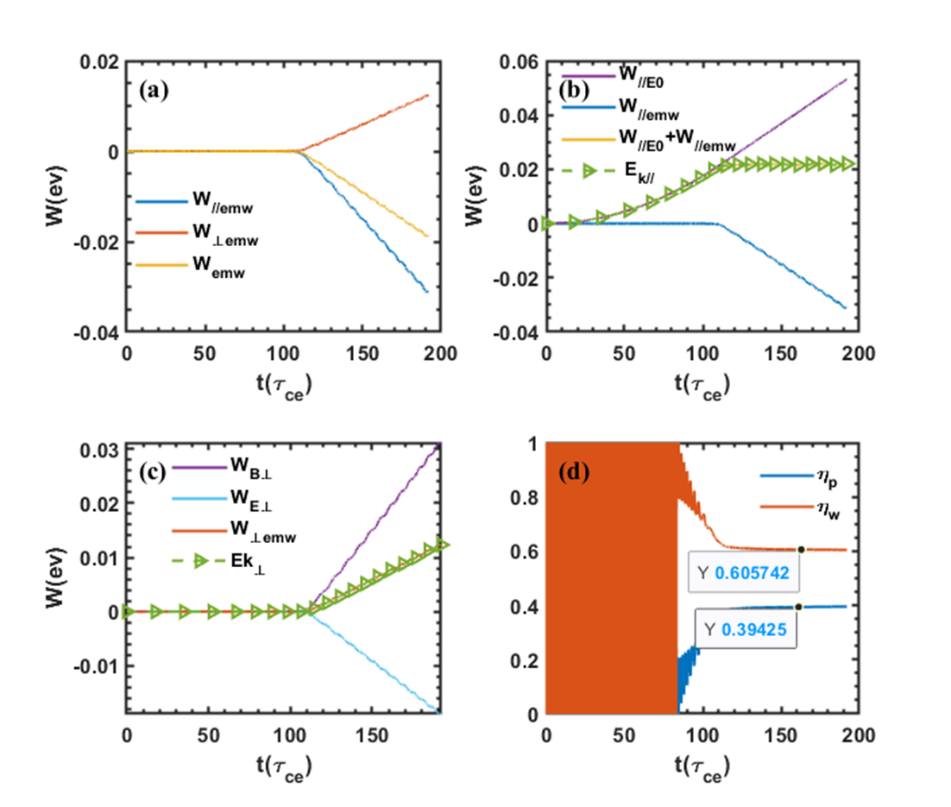 (a)
0.02
0
-0.02
-0.04
W(ev)
W//emw
W⊥emw
Wemw
0 50 100 150 200
t(τce)
(b)
0.06
0.04
0.02
0
-0.02
-0.04
W(ev)
W//E0
W//emw
W//E0+W//emw
Ek//
0 50 100 150 200
t(τce)
(c)
0.03
0.02
0.01
0
-0.01
W(ev)
WB⊥
WE⊥
W⊥emw
Ek⊥
0 50 100 150
t(τce)
(d)
1
0.8
0.6
0.4
0.2
0
ηp
ηw
Y 0.605742
Y 0.39425
0 50 100 150 200
t(τce)